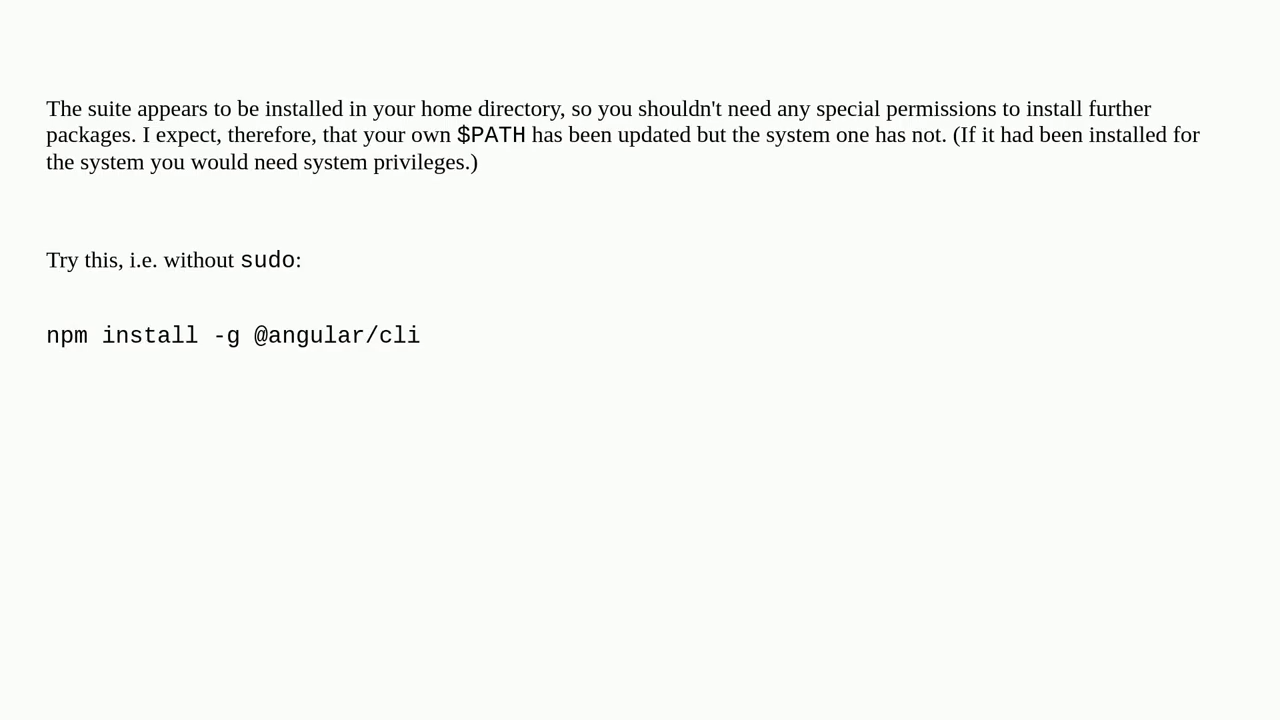 The suite appears to be installed in your home directory, so you shouldn't need any special permissions to install further
packages. I expect, therefore, that your own $PATH has been updated but the system one has not. (If it had been installed for
the system you would need system privileges.)
Try this, i.e. without sudo:
npm install -g @angular/cli